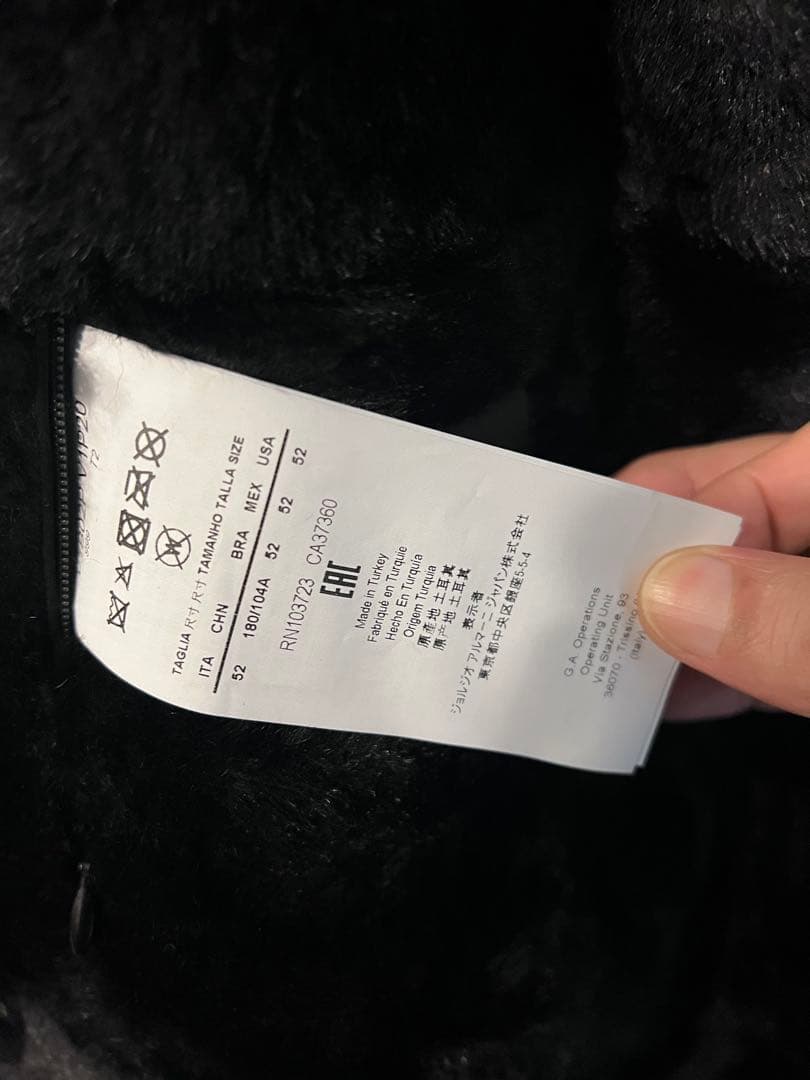 TAGLIA 尺寸 尺寸 TAMANHO TALLA SIZE
ITA CHN BRA MEX USA
52 180/104A 52 52 52
RN103723 CA37360
EAC
Made in Turkey
Fabriqué en Turquie
Hecho En Turquía
Origem Turquia
原產地 土耳其
原产地 土耳其
表示者
ジョルジオ アルマーニ ジャパン株式会社
東京都中央区銀座5-5-4
G.A. Operations
Operating Unit
Via Stazione, 93
36070 - Trissino
(Italy)